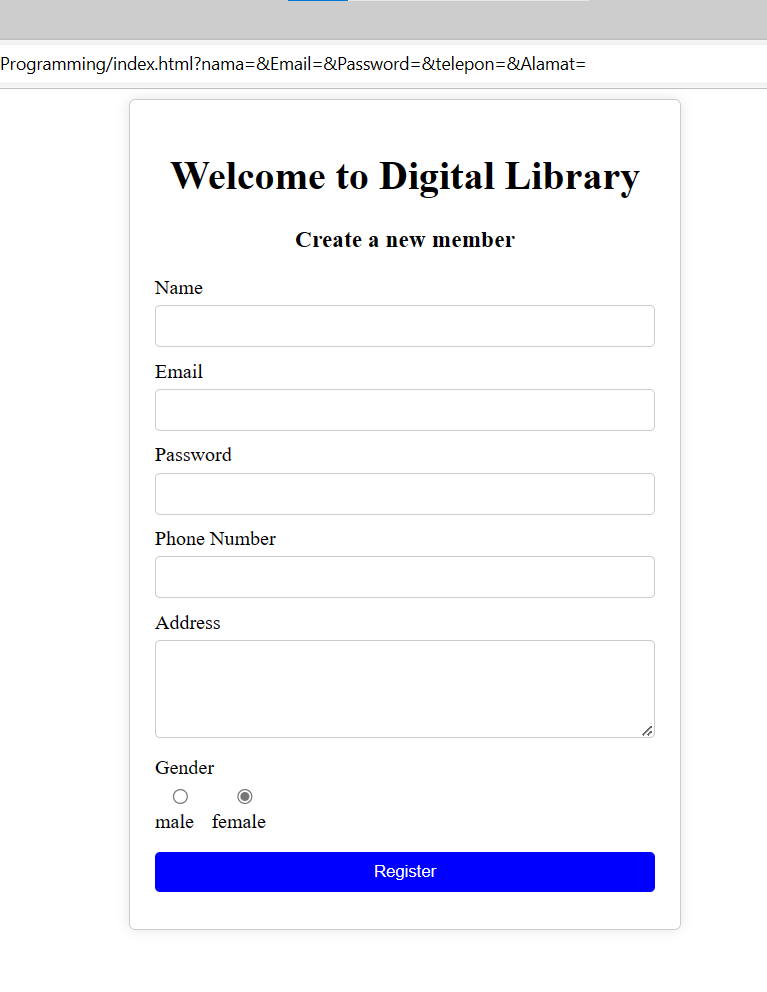 Programming/index.html?nama=&Email=&Password=&telepon=&Alamat=
Welcome to Digital Library
Create a new member
Name
Email
Password
Phone Number
Address
Gender
male female
Register